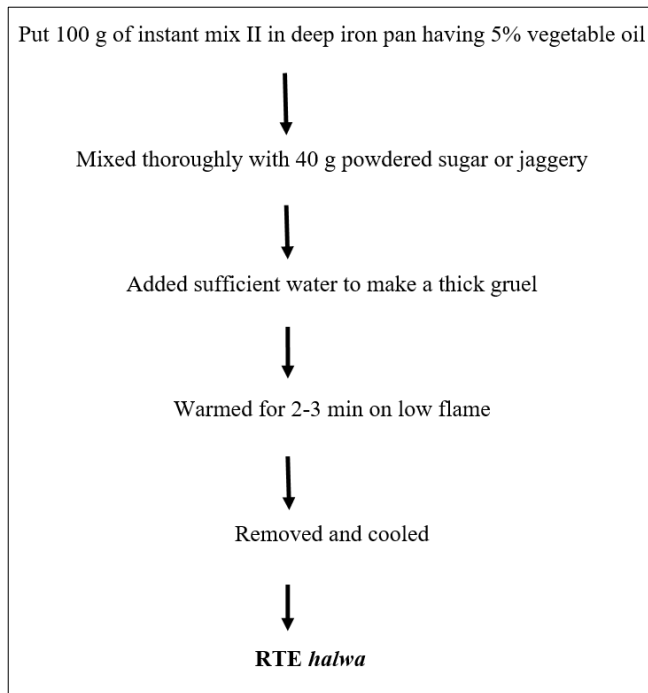 Put 100 g of instant mix II in deep iron pan having 5% vegetable oil
Mixed thoroughly with 40 g powdered sugar or jaggery
Added sufficient water to make a thick gruel
Warmed for 2-3 min on low flame
Removed and cooled
RTE halwa